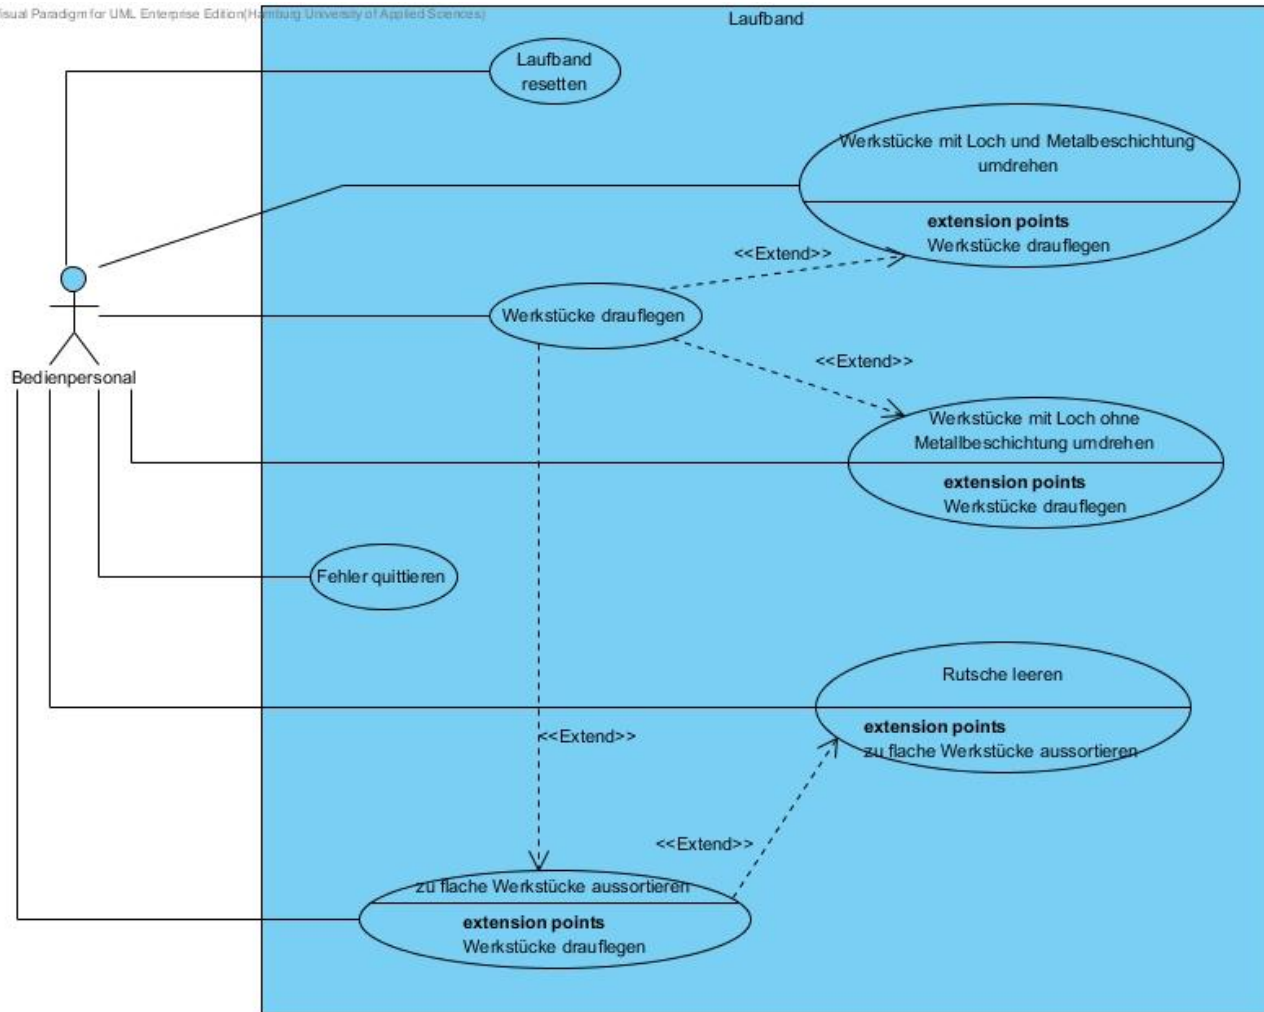 Visual Paradigm for UML Enterprise Edition(Hamburg University of Applied Sciences)
Laufband
Laufband
resetten
Werkstücke mit Loch und Metalbeschichtung
umdrehen
extension points
Werkstücke drauflegen
<<Extend>>
Werkstücke drauflegen
<<Extend>>
Bedienpersonal
Werkstücke mit Loch ohne
Metallbeschichtung umdrehen
extension points
Werkstücke drauflegen
Fehler quittieren
Rutsche leeren
extension points
zu flache Werkstücke aussortieren
<<Extend>>
<<Extend>>
zu flache Werkstücke aussortieren
extension points
Werkstücke drauflegen